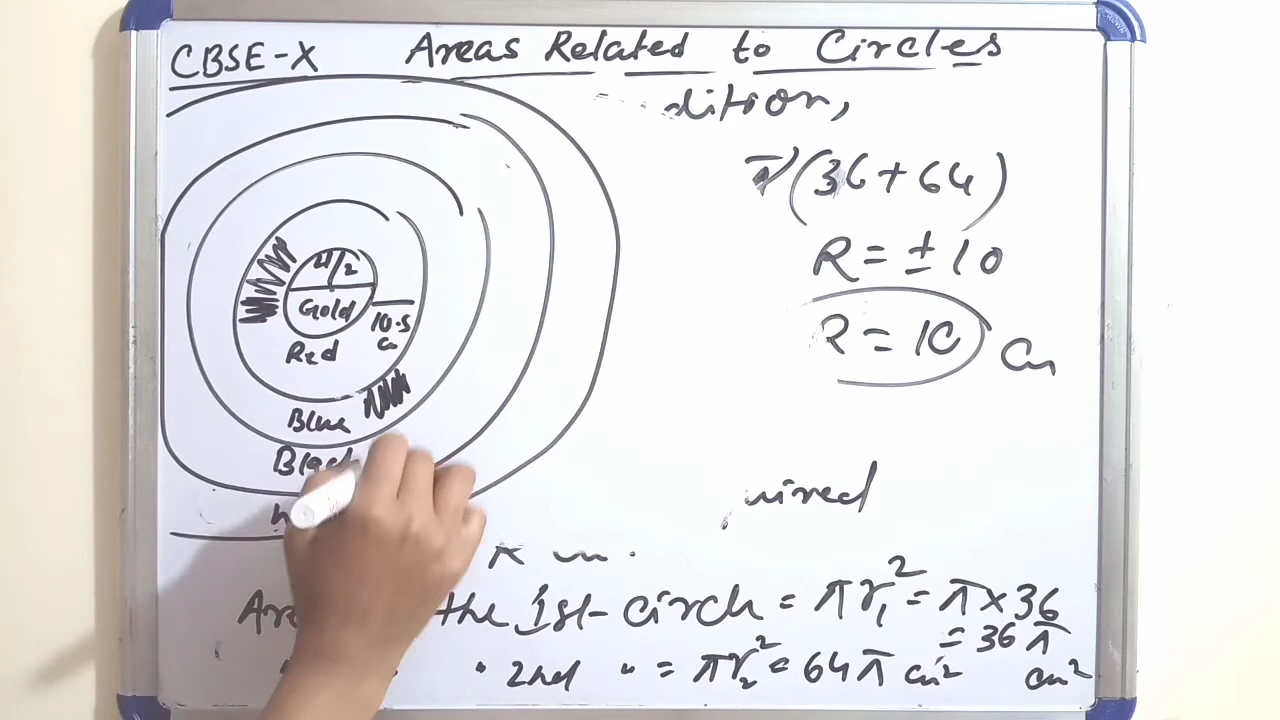 CBSE-X Areas Related to Circles
dition,
π(36+64)
R = ±10
R = 10 cm
21/2
Gold
10.5
Red
Blue
Black
uired
the 1st circle = πr₁² = π×36
= 36π cm²
" 2nd " = πr₂² = 64π cm²